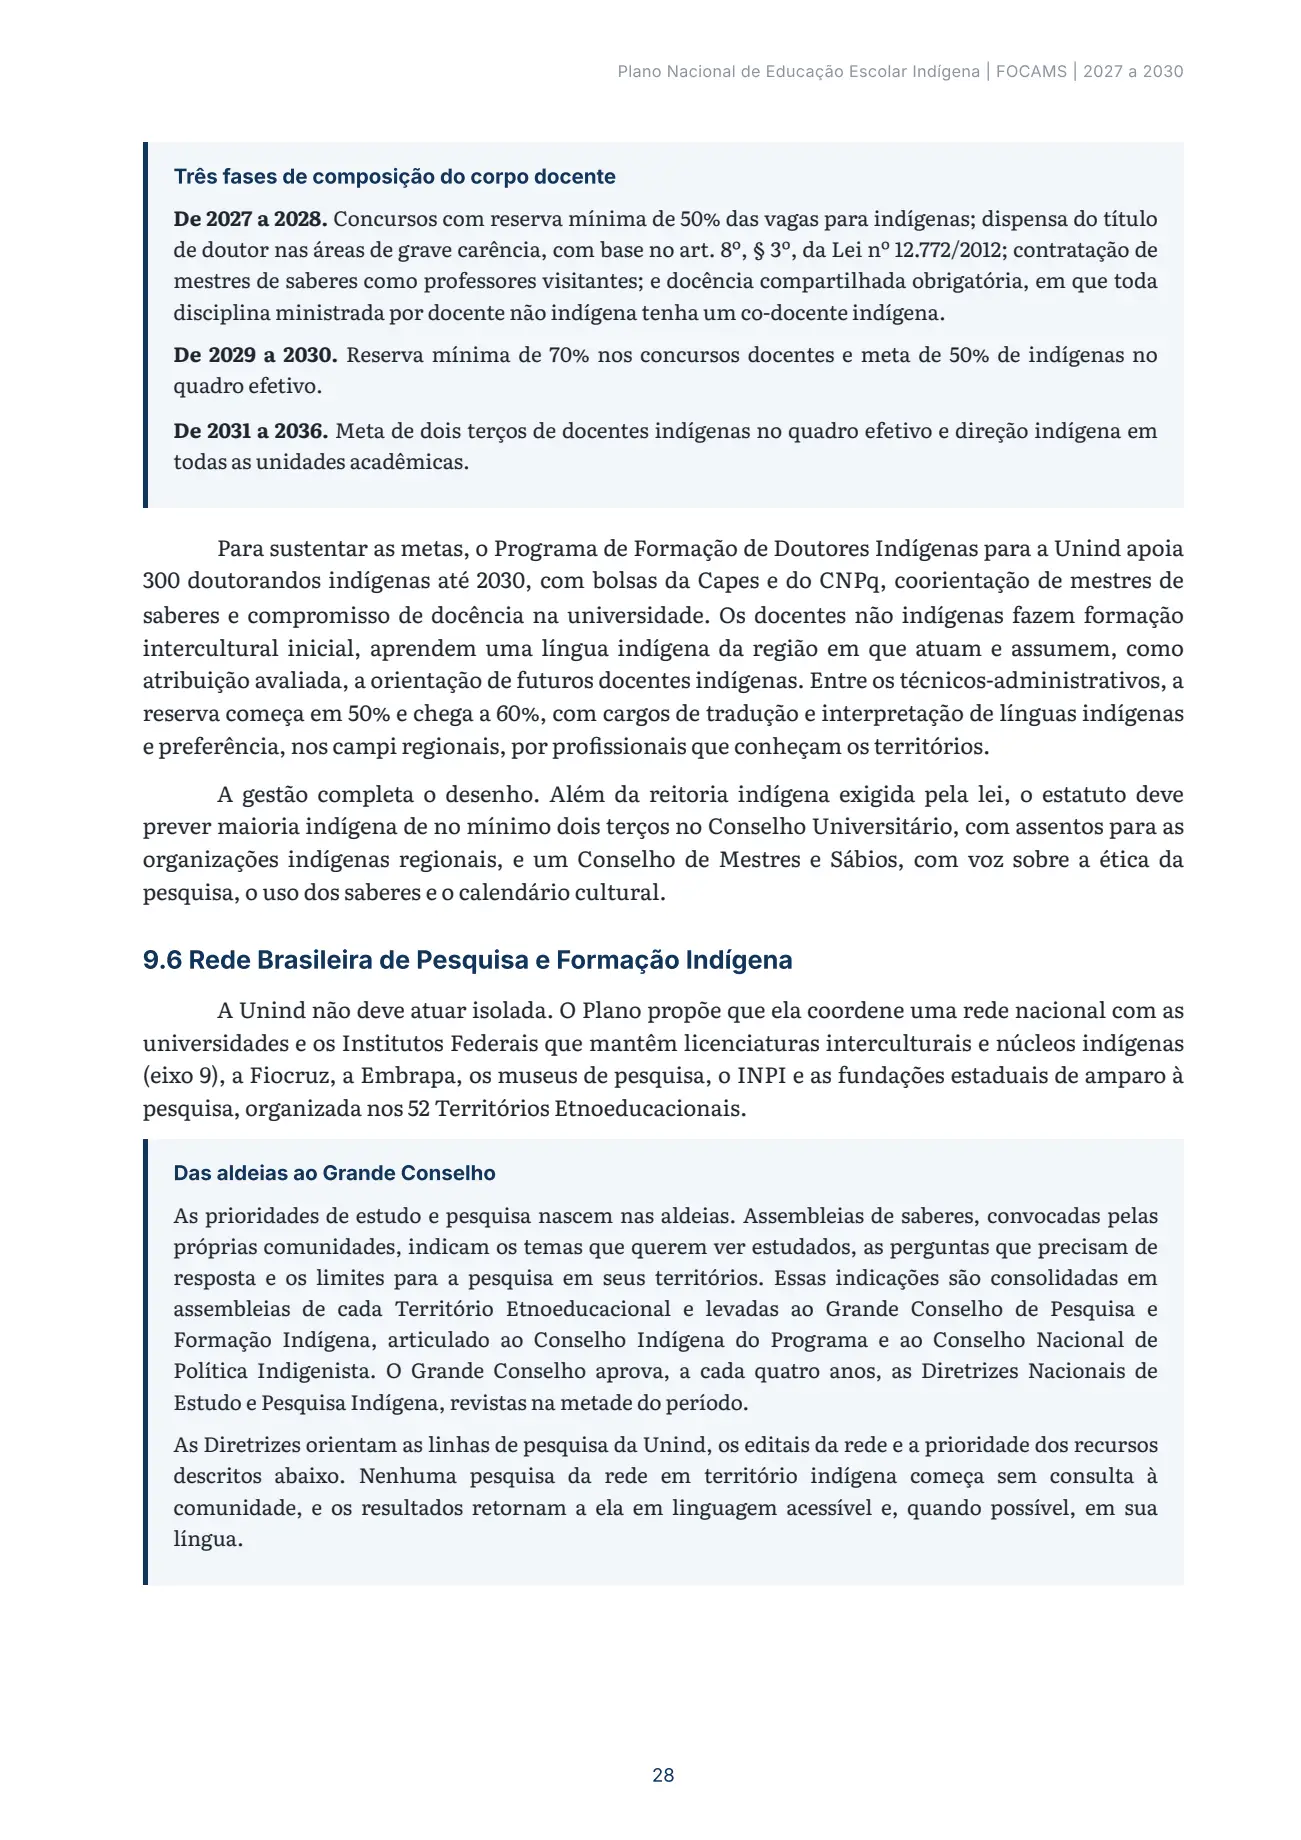 Plano Nacional de Educação Escolar Indígena | FOCAMS | 2027 a 2030
Três fases de composição do corpo docente
De 2027 a 2028. Concursos com reserva mínima de 50% das vagas para indígenas; dispensa do título
de doutor nas áreas de grave carência, com base no art. 8º, § 3º, da Lei nº 12.772/2012; contratação de
mestres de saberes como professores visitantes; e docência compartilhada obrigatória, em que toda
disciplina ministrada por docente não indígena tenha um co-docente indígena.
De 2029 a 2030. Reserva mínima de 70% nos concursos docentes e meta de 50% de indígenas no
quadro efetivo.
De 2031 a 2036. Meta de dois terços de docentes indígenas no quadro efetivo e direção indígena em
todas as unidades acadêmicas.
Para sustentar as metas, o Programa de Formação de Doutores Indígenas para a Unind apoia
300 doutorandos indígenas até 2030, com bolsas da Capes e do CNPq, coorientação de mestres de
saberes e compromisso de docência na universidade. Os docentes não indígenas fazem formação
intercultural inicial, aprendem uma língua indígena da região em que atuam e assumem, como
atribuição avaliada, a orientação de futuros docentes indígenas. Entre os técnicos-administrativos, a
reserva começa em 50% e chega a 60%, com cargos de tradução e interpretação de línguas indígenas
e preferência, nos campi regionais, por profissionais que conheçam os territórios.
A gestão completa o desenho. Além da reitoria indígena exigida pela lei, o estatuto deve
prever maioria indígena de no mínimo dois terços no Conselho Universitário, com assentos para as
organizações indígenas regionais, e um Conselho de Mestres e Sábios, com voz sobre a ética da
pesquisa, o uso dos saberes e o calendário cultural.
9.6 Rede Brasileira de Pesquisa e Formação Indígena
A Unind não deve atuar isolada. O Plano propõe que ela coordene uma rede nacional com as
universidades e os Institutos Federais que mantêm licenciaturas interculturais e núcleos indígenas
(eixo 9), a Fiocruz, a Embrapa, os museus de pesquisa, o INPI e as fundações estaduais de amparo à
pesquisa, organizada nos 52 Territórios Etnoeducacionais.
Das aldeias ao Grande Conselho
As prioridades de estudo e pesquisa nascem nas aldeias. Assembleias de saberes, convocadas pelas
próprias comunidades, indicam os temas que querem ver estudados, as perguntas que precisam de
resposta e os limites para a pesquisa em seus territórios. Essas indicações são consolidadas em
assembleias de cada Território Etnoeducacional e levadas ao Grande Conselho de Pesquisa e
Formação Indígena, articulado ao Conselho Indígena do Programa e ao Conselho Nacional de
Política Indigenista. O Grande Conselho aprova, a cada quatro anos, as Diretrizes Nacionais de
Estudo e Pesquisa Indígena, revistas na metade do período.
As Diretrizes orientam as linhas de pesquisa da Unind, os editais da rede e a prioridade dos recursos
descritos abaixo. Nenhuma pesquisa da rede em território indígena começa sem consulta à
comunidade, e os resultados retornam a ela em linguagem acessível e, quando possível, em sua
língua.
28